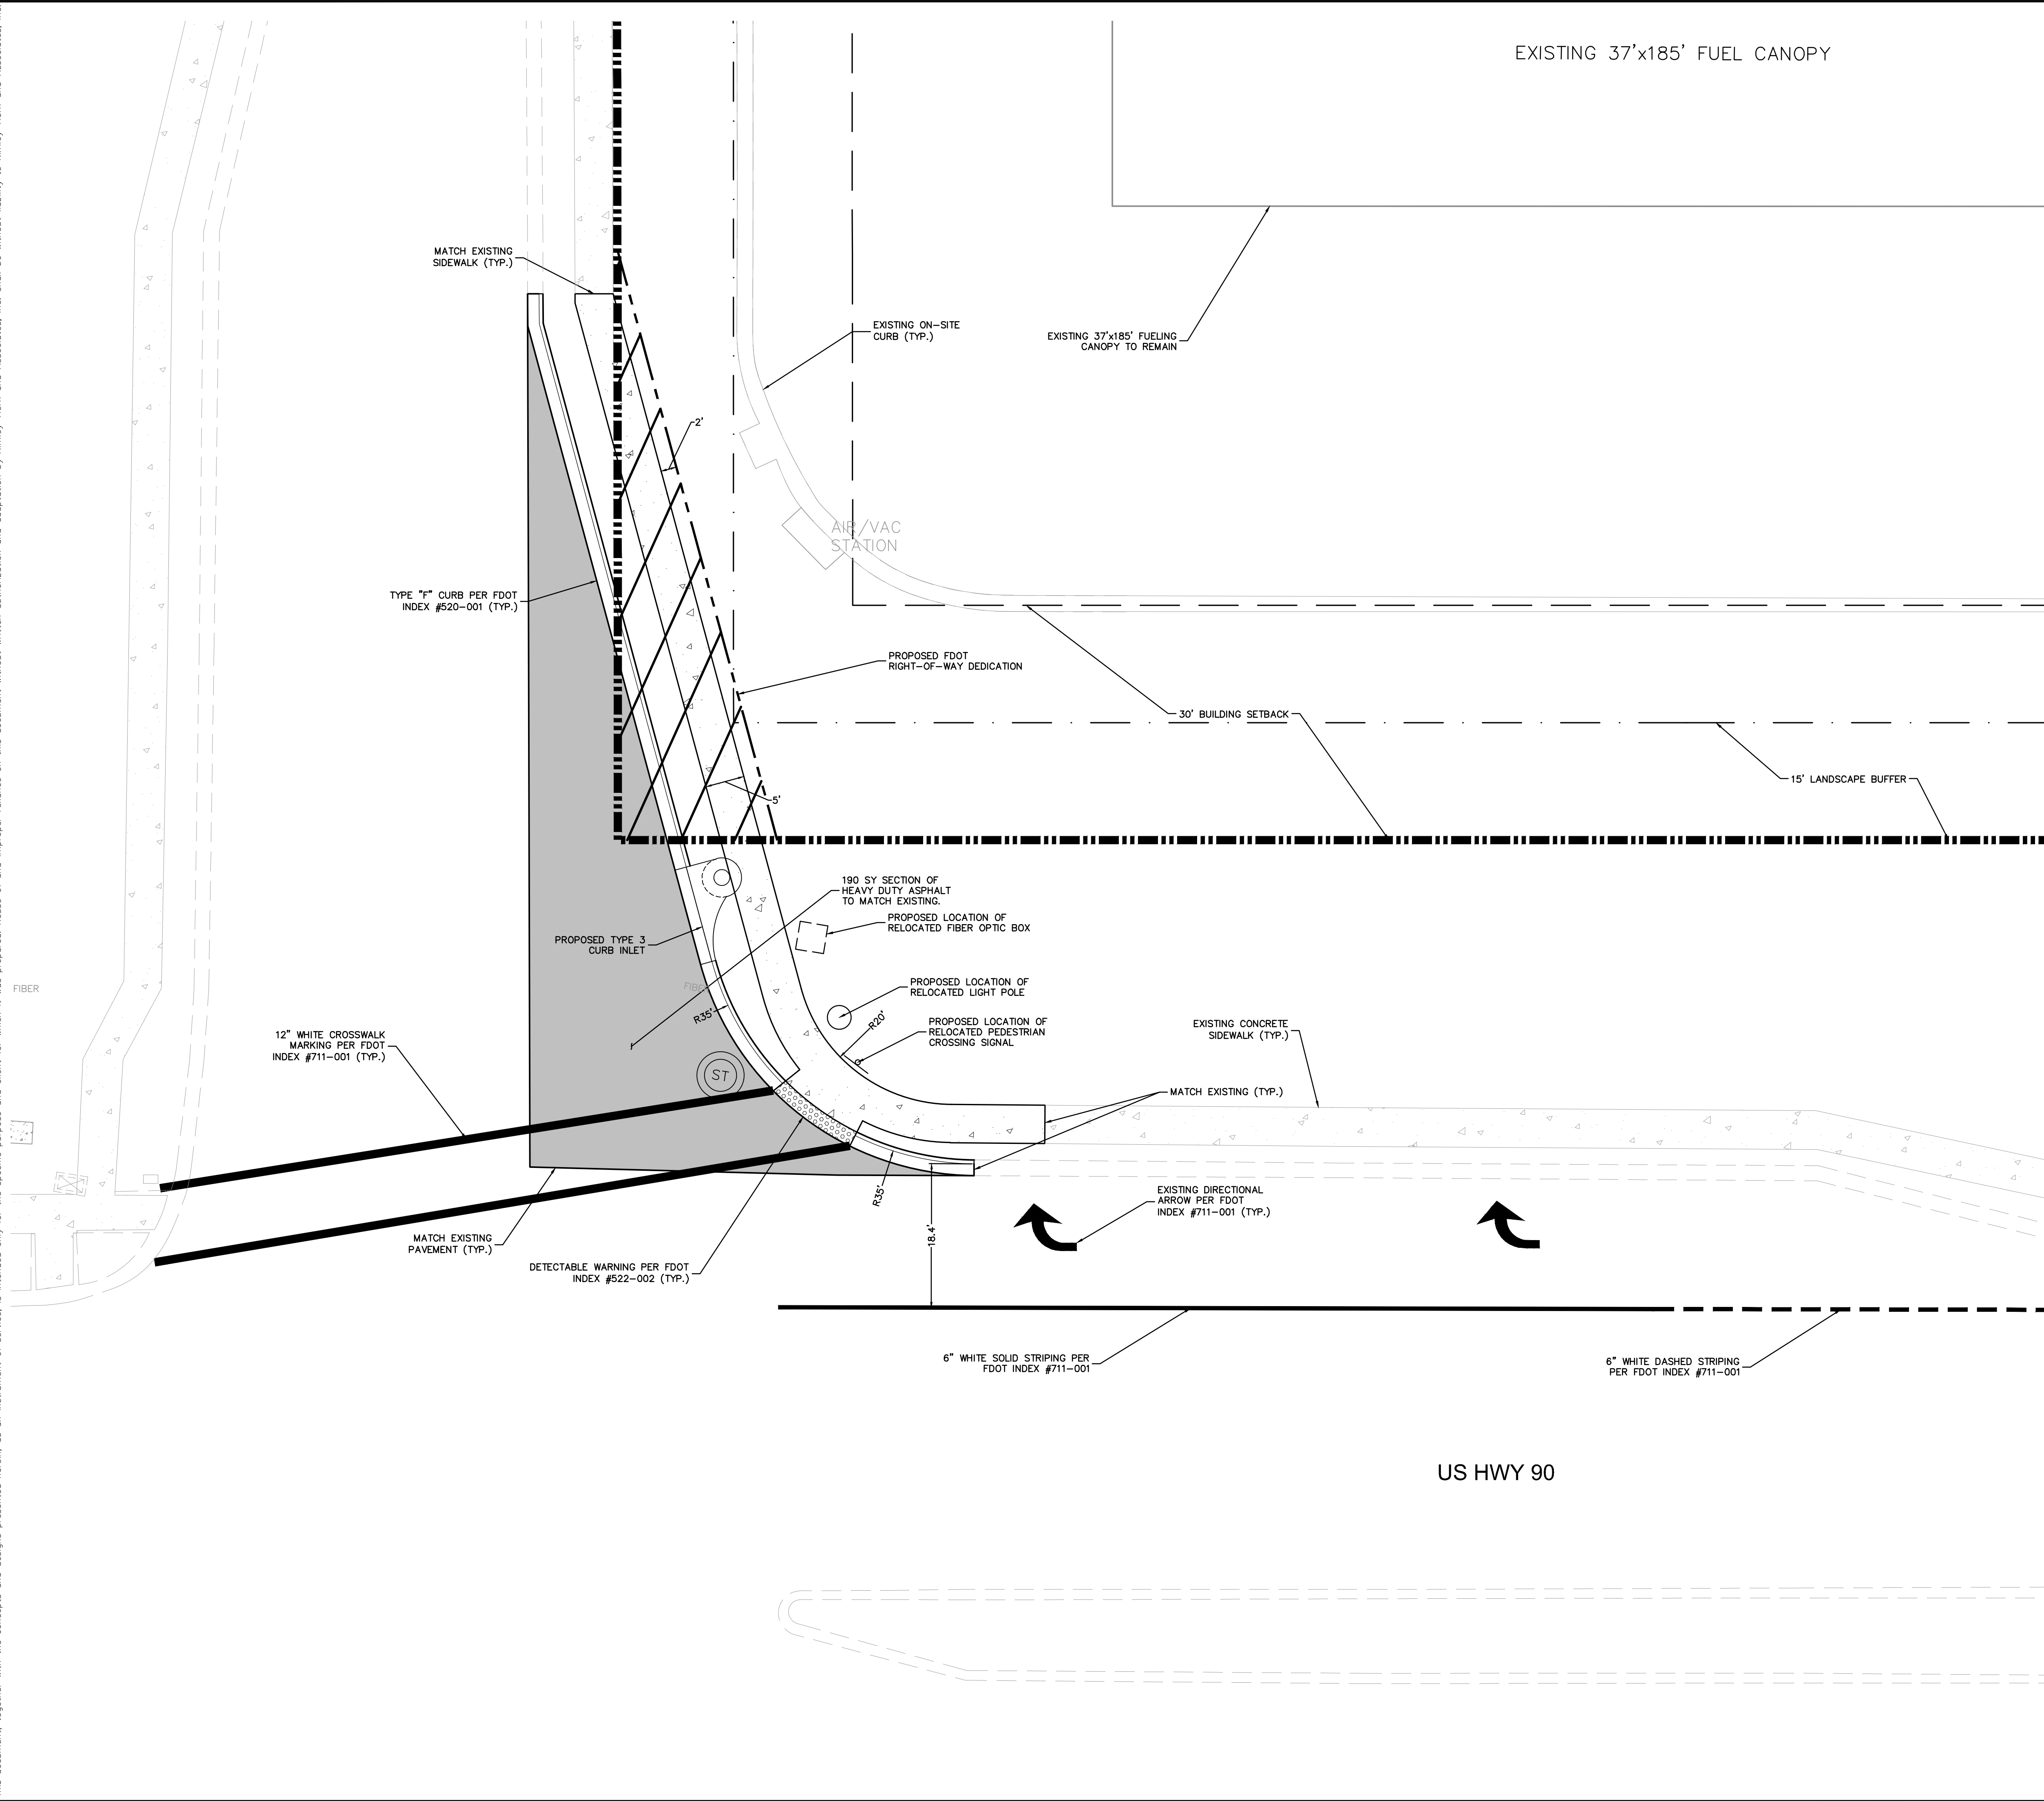 EXISTING 37'x185' FUEL CANOPY
MATCH EXISTING
SIDEWALK (TYP.)
EXISTING ON-SITE
CURB (TYP.)
EXISTING 37'x185' FUELING
CANOPY TO REMAIN
2'
AIR/VAC
STATION
TYPE "F" CURB PER FDOT
INDEX #520-001 (TYP.)
PROPOSED FDOT
RIGHT-OF-WAY DEDICATION
30' BUILDING SETBACK
15' LANDSCAPE BUFFER
5'
190 SY SECTION OF
HEAVY DUTY ASPHALT
TO MATCH EXISTING.
PROPOSED LOCATION OF
RELOCATED FIBER OPTIC BOX
PROPOSED TYPE 3
CURB INLET
FIBER
FIBER
PROPOSED LOCATION OF
RELOCATED LIGHT POLE
R35'
R20'
PROPOSED LOCATION OF
RELOCATED PEDESTRIAN
CROSSING SIGNAL
EXISTING CONCRETE
SIDEWALK (TYP.)
12" WHITE CROSSWALK
MARKING PER FDOT
INDEX #711-001 (TYP.)
ST
MATCH EXISTING (TYP.)
R35'
EXISTING DIRECTIONAL
ARROW PER FDOT
INDEX #711-001 (TYP.)
18.4'
MATCH EXISTING
PAVEMENT (TYP.)
DETECTABLE WARNING PER FDOT
INDEX #522-002 (TYP.)
6" WHITE SOLID STRIPING PER
FDOT INDEX #711-001
6" WHITE DASHED STRIPING
PER FDOT INDEX #711-001
US HWY 90